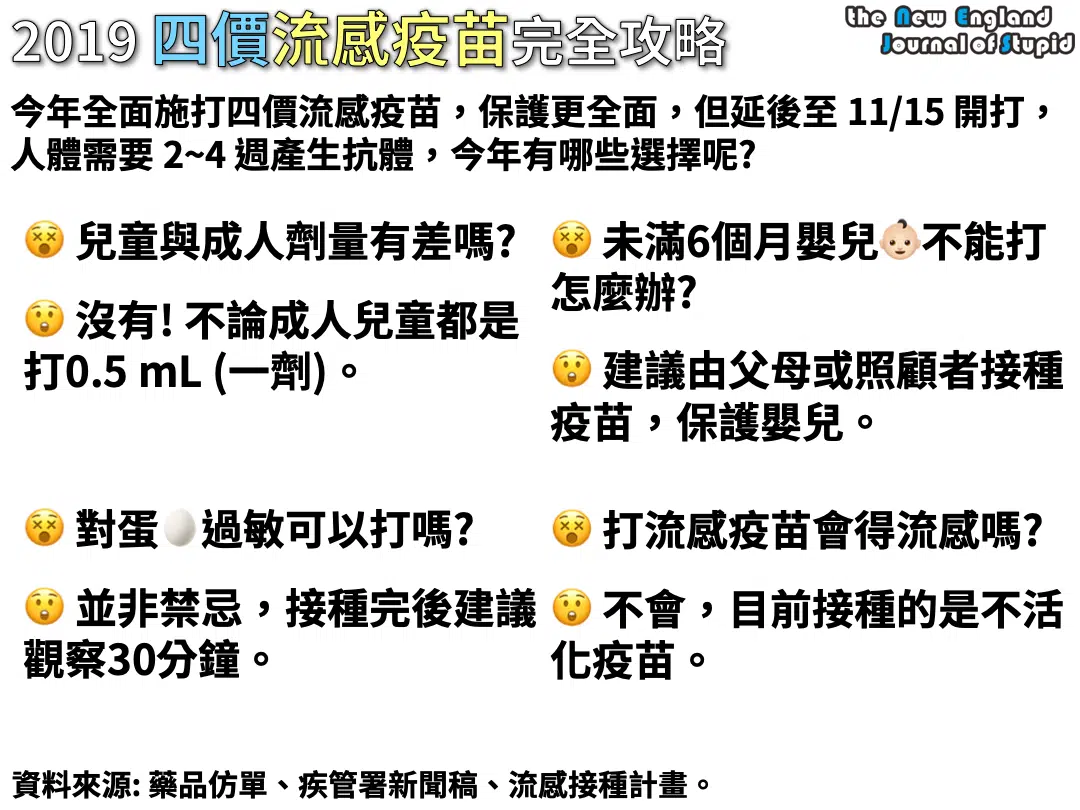 2019 四價流感疫苗完全攻略
the New England
Journal of Stupid
今年全面施打四價流感疫苗，保護更全面，但延後至 11/15 開打，
人體需要 2~4 週產生抗體，今年有哪些選擇呢?
😵 兒童與成人劑量有差嗎?
😲 沒有! 不論成人兒童都是
打0.5 mL (一劑)。
😵 未滿6個月嬰兒👶🏻不能打
怎麼辦?
😲 建議由父母或照顧者接種
疫苗，保護嬰兒。
😵 對蛋🥚過敏可以打嗎?
😲 並非禁忌，接種完後建議
觀察30分鐘。
😵 打流感疫苗會得流感嗎?
😲 不會，目前接種的是不活
化疫苗。
資料來源: 藥品仿單、疾管署新聞稿、流感接種計畫。